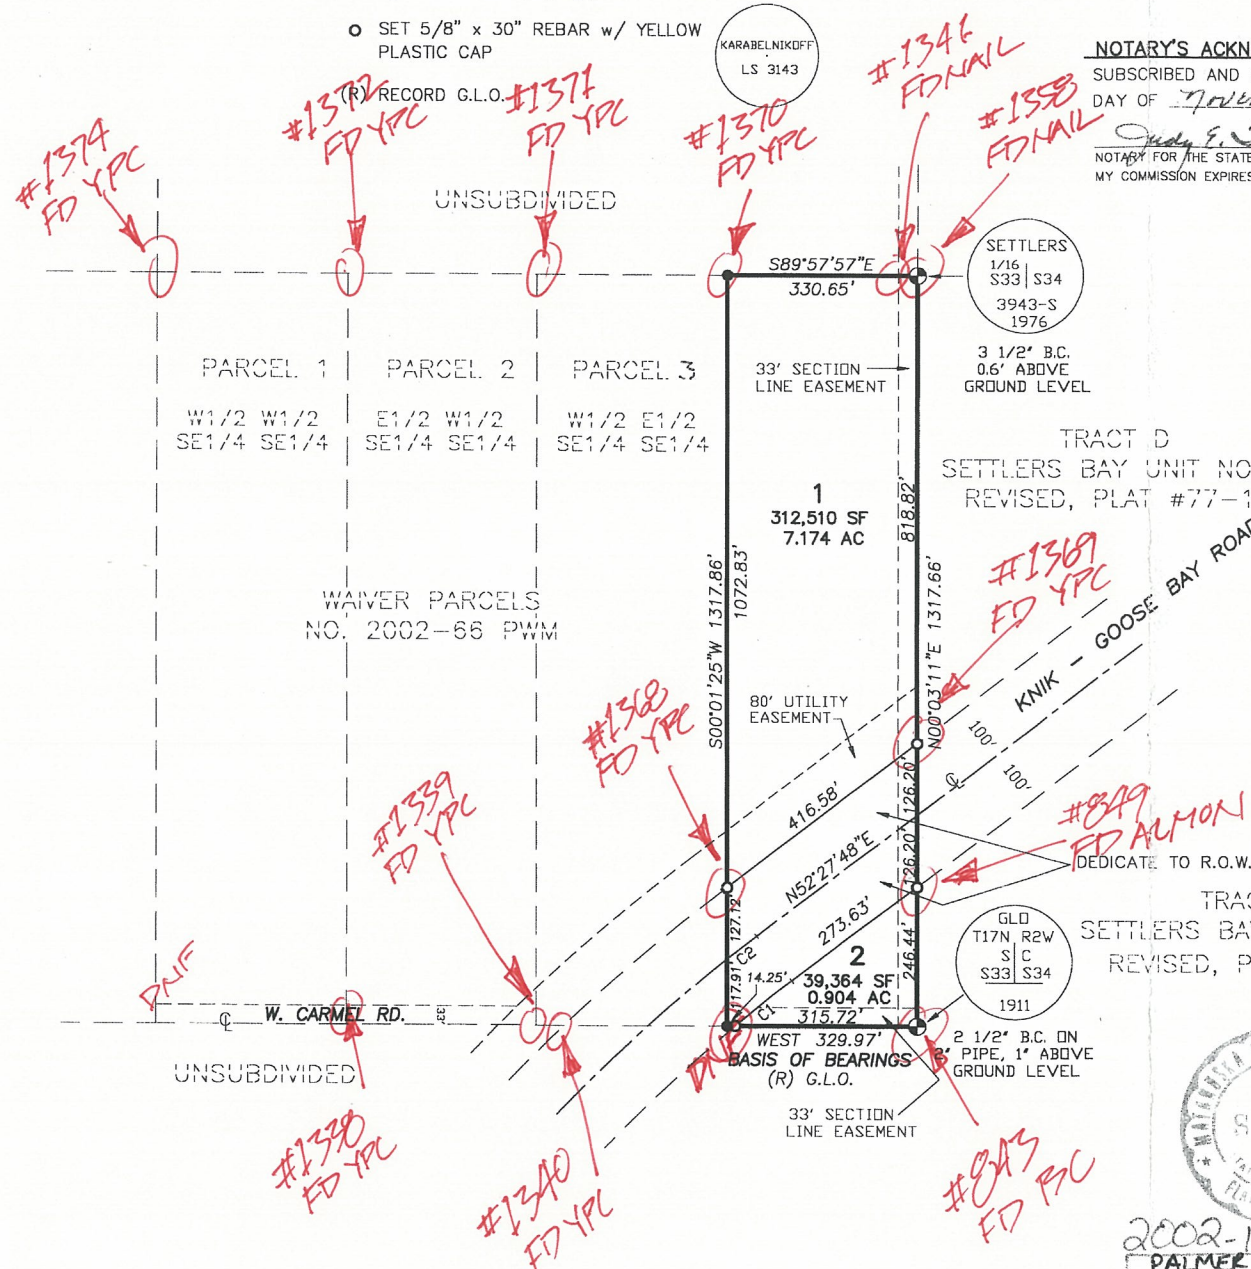 SET 5/8" x 30" REBAR w/ YELLOW
PLASTIC CAP
(R) RECORD G.L.O.
KARABELNIKOFF
LS 3143
NOTARY'S ACKN
SUBSCRIBED AND
DAY OF
NOTARY FOR THE STATE
MY COMMISSION EXPIRES
#1374
FD YPC
#1372
FD YPC
#1371
FD YPC
#1370
FD YPC
#1346
FD NAIL
#1358
FD NAIL
UNSUBDIVIDED
S89°57'57"E
330.65'
SETTLERS
1/16
S33 | S34
3943-S
1976
3 1/2" B.C.
0.6' ABOVE
GROUND LEVEL
PARCEL 1
W1/2 W1/2
SE1/4 SE1/4
PARCEL 2
E1/2 W1/2
SE1/4 SE1/4
PARCEL 3
W1/2 E1/2
SE1/4 SE1/4
33' SECTION
LINE EASEMENT
TRACT D
SETTLERS BAY UNIT NO
REVISED, PLAT #77-1
1
312,510 SF
7.174 AC
818.82'
S00°01'25"W 1317.86'
1072.83'
N00°03'11"E 1317.66'
#1369
FD YPC
KNIK - GOOSE BAY ROAD
WAIVER PARCELS
NO. 2002-66 PWM
80' UTILITY
EASEMENT
#1368
FD YPC
100'
100'
#1339
FD YPC
416.58'
126.20'
126.20'
N52°27'48"E
#849
FD ALMON
DEDICATE TO R.O.W.
127.12'
273.63'
117.91'
C2
14.25'
C1
2
39,364 SF
0.904 AC
246.44'
315.72'
GLO
T17N R2W
S C
S33 S34
1911
TRAC
SETTLERS BA
REVISED, P
DNF
W. CARMEL RD.
33'
DNF
WEST 329.97'
BASIS OF BEARINGS
(R) G.L.O.
2 1/2" B.C. ON
2" PIPE, 1" ABOVE
GROUND LEVEL
UNSUBDIVIDED
33' SECTION
LINE EASEMENT
#1338
FD YPC
#1340
FD YPC
#843
FD BC
2002-1
PALMER